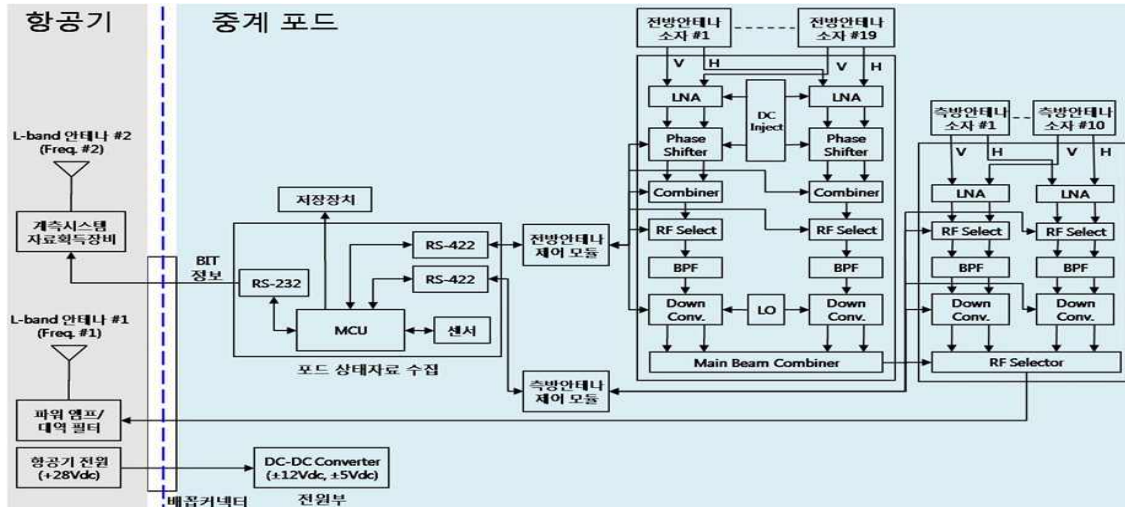 항공기
중계 포드
전방안테나
소자 #1
전방안테나
소자 #19
V
H
V
H
LNA
DC
Inject
LNA
Phase
Shifter
Phase
Shifter
Combiner
Combiner
RF Select
RF Select
BPF
BPF
Down
Conv.
LO
Down
Conv.
Main Beam Combiner
측방안테나
소자 #1
측방안테나
소자 #10
V
H
V
H
LNA
LNA
RF Select
RF Select
BPF
BPF
Down
Conv.
Down
Conv.
RF Selector
L-band 안테나 #2
(Freq. #2)
계측시스템
자료획득장비
L-band 안테나 #1
(Freq. #1)
파워 앰프/
대역 필터
항공기 전원
(+28Vdc)
BIT
정보
저장장치
RS-422
RS-422
RS-232
MCU
센서
포드 상태자료 수집
전방안테나
제어 모듈
측방안테나
제어 모듈
DC-DC Converter
(±12Vdc, ±5Vdc)
배꼽커넥터
전원부